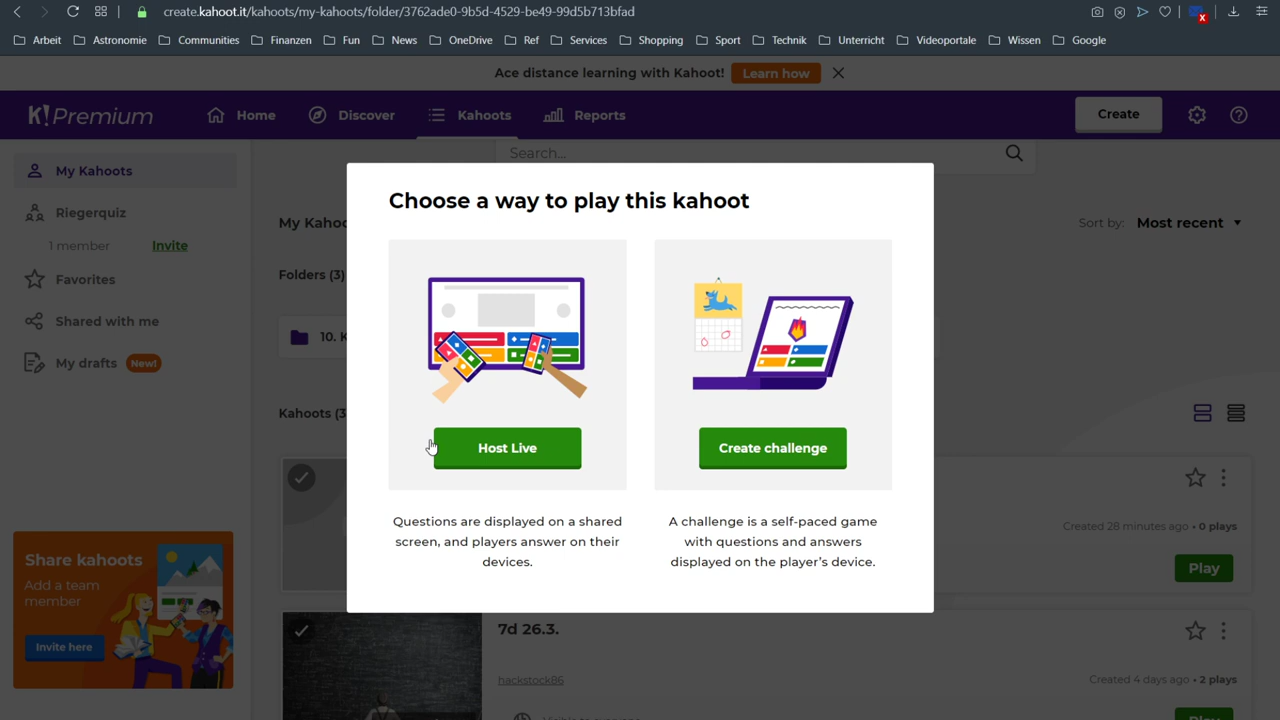 create.kahoot.it/kahoots/my-kahoots/folder/3762ade0-9b5d-4529-be49-99d5b713bfad
Arbeit Astronomie Communities Finanzen Fun News OneDrive Ref Services Shopping Sport Technik Unterricht Videoportale Wissen Google
Ace distance learning with Kahoot! Learn how
K! Premium Home Discover Kahoots Reports Create
Search...
My Kahoots
Riegerquiz
1 member Invite
Favorites
Shared with me
My drafts New!
Share kahoots
Add a team
member
Invite here
My Kahoo
Sort by: Most recent
Folders (3)
10. K
Kahoots (3
Choose a way to play this kahoot
Host Live
Create challenge
Questions are displayed on a shared
screen, and players answer on their
devices.
A challenge is a self-paced game
with questions and answers
displayed on the player's device.
Created 28 minutes ago • 0 plays
Play
7d 26.3.
hackstock86
Created 4 days ago • 2 plays